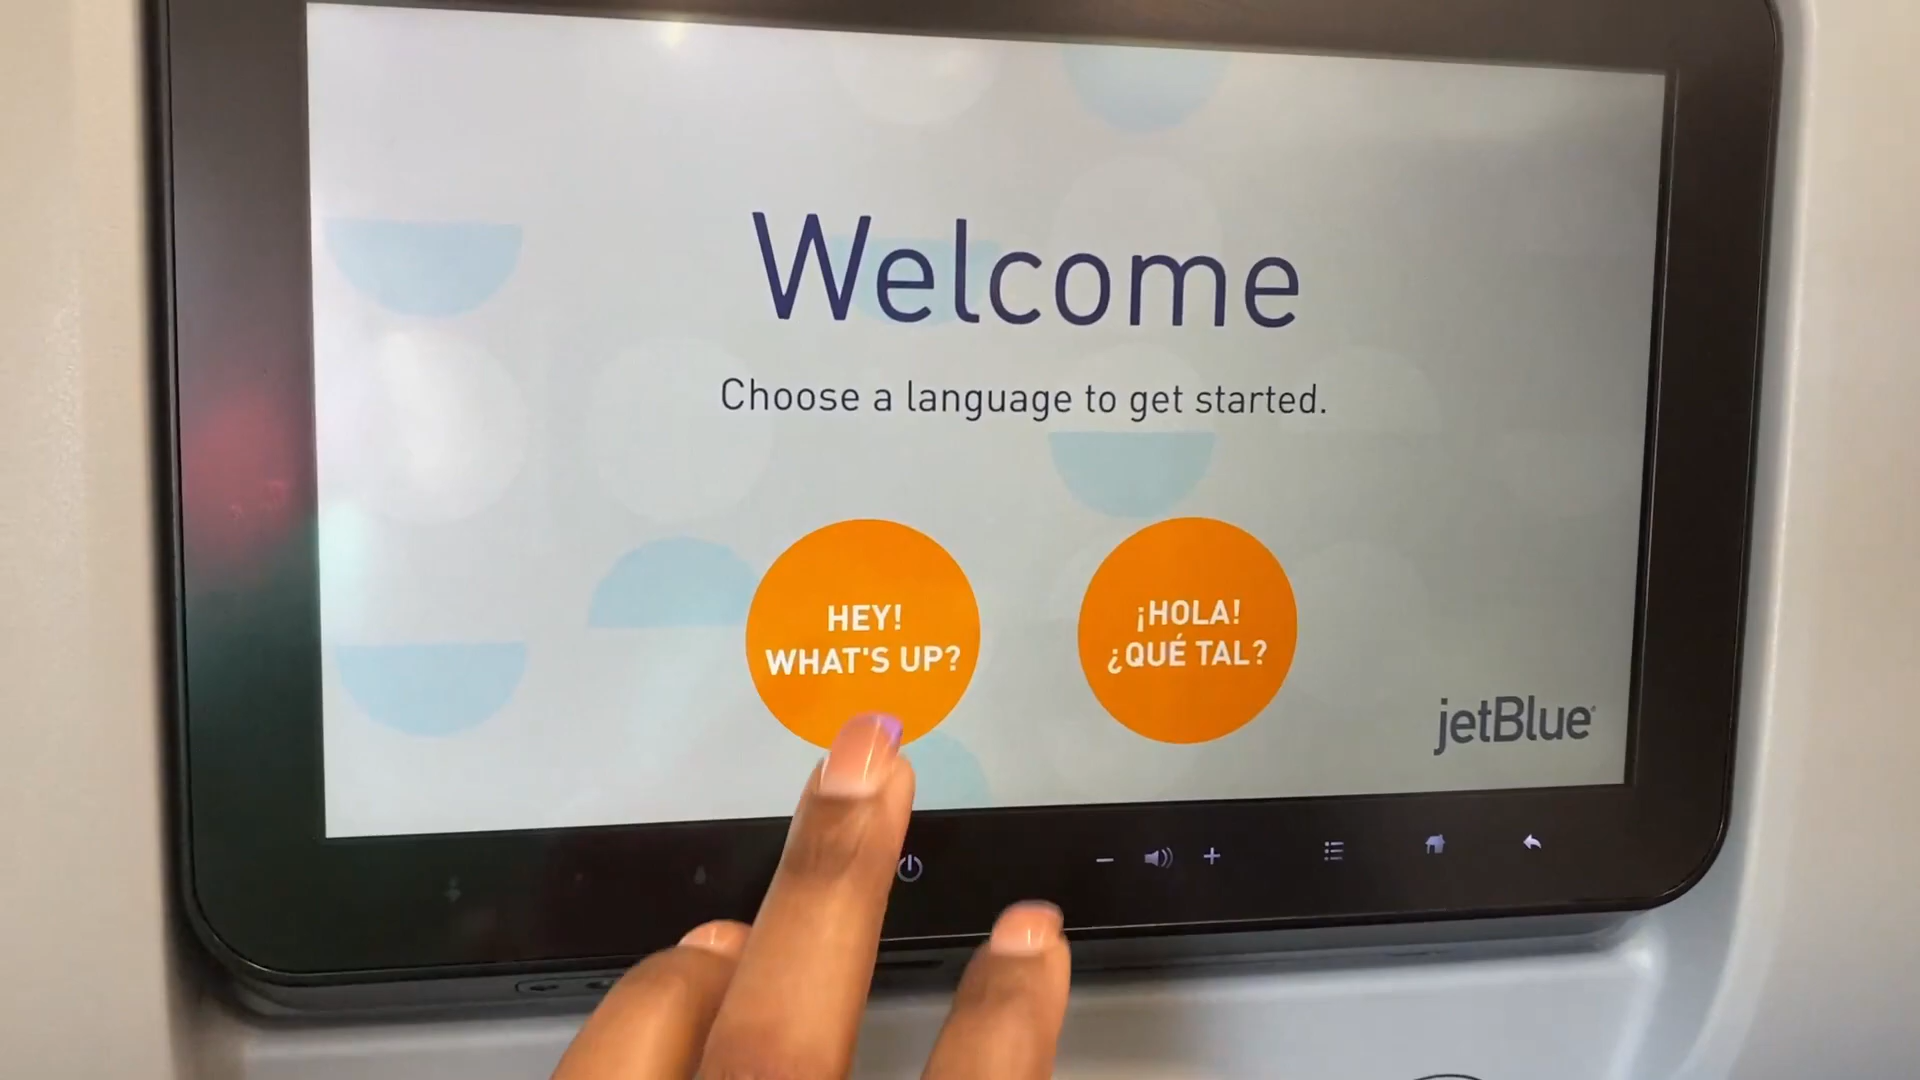 Welcome
Choose a language to get started.
HEY!
WHAT'S UP?
¡HOLA!
¿QUÉ TAL?
jetBlue